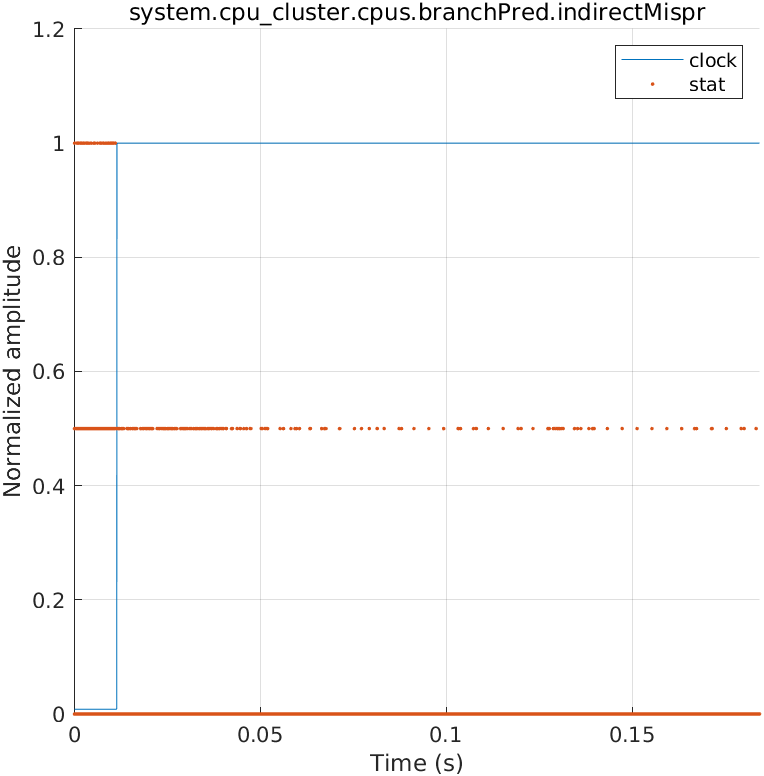 system.cpu_cluster.cpus.branchPred.indirectMispr
1.2
1
0.8
0.6
0.4
0.2
0
Normalized amplitude
clock
stat
0
0.05
0.1
0.15
Time (s)